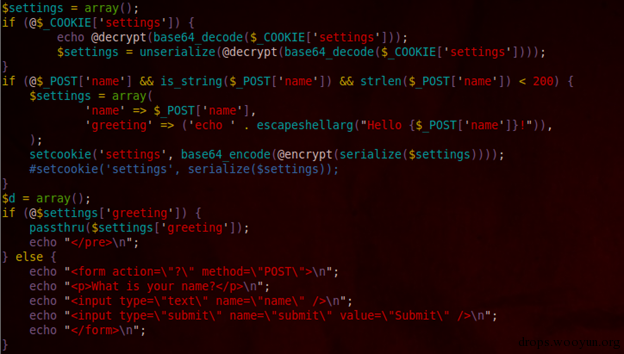 $settings = array();
if (@$_COOKIE['settings']) {
        echo @decrypt(base64_decode($_COOKIE['settings']));
        $settings = unserialize(@decrypt(base64_decode($_COOKIE['settings'])));
}
if (@$_POST['name'] && is_string($_POST['name']) && strlen($_POST['name']) < 200) {
    $settings = array(
            'name' => $_POST['name'],
            'greeting' => ('echo ' . escapeshellarg("Hello {$_POST['name']}!")),
    );
    setcookie('settings', base64_encode(@encrypt(serialize($settings))));
    #setcookie('settings', serialize($settings));
}
$d = array();
if (@$settings['greeting']) {
    passthru($settings['greeting']);
    echo "</pre>\n";
} else {
    echo "<form action=\"?\" method=\"POST\">\n";
    echo "<p>What is your name?</p>\n";
    echo "<input type=\"text\" name=\"name\" />\n";
    echo "<input type=\"submit\" name=\"submit\" value=\"Submit\" />\n";
    echo "</form>\n";
}
drops.wooyun.org